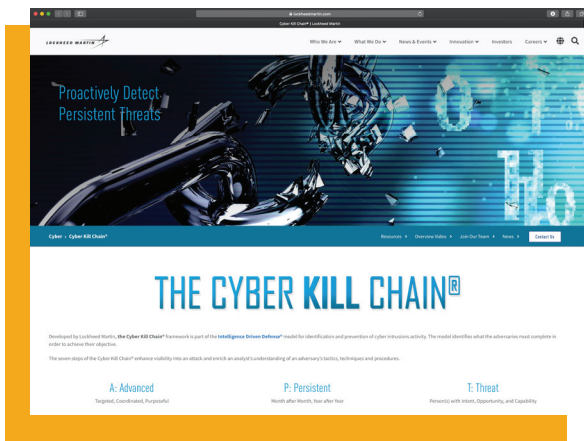 lockheedmartin.com
Cyber Kill Chain® | Lockheed Martin
LOCKHEED MARTIN
Who We Are
What We Do
News & Events
Innovation
Investors
Careers
Proactively Detect
Persistent Threats
Cyber › Cyber Kill Chain®
Resources
Overview Video
Join Our Team
News
Contact Us
THE CYBER KILL CHAIN®
Developed by Lockheed Martin, the Cyber Kill Chain® framework is part of the Intelligence Driven Defense® model for identification and prevention of cyber intrusions activity. The model identifies what the adversaries must complete in
order to achieve their objective.
The seven steps of the Cyber Kill Chain® enhance visibility into an attack and enrich an analyst's understanding of an adversary's tactics, techniques and procedures.
A: Advanced
Targeted, Coordinated, Purposeful
P: Persistent
Month after Month, Year after Year
T: Threat
Person(s) with Intent, Opportunity, and Capability